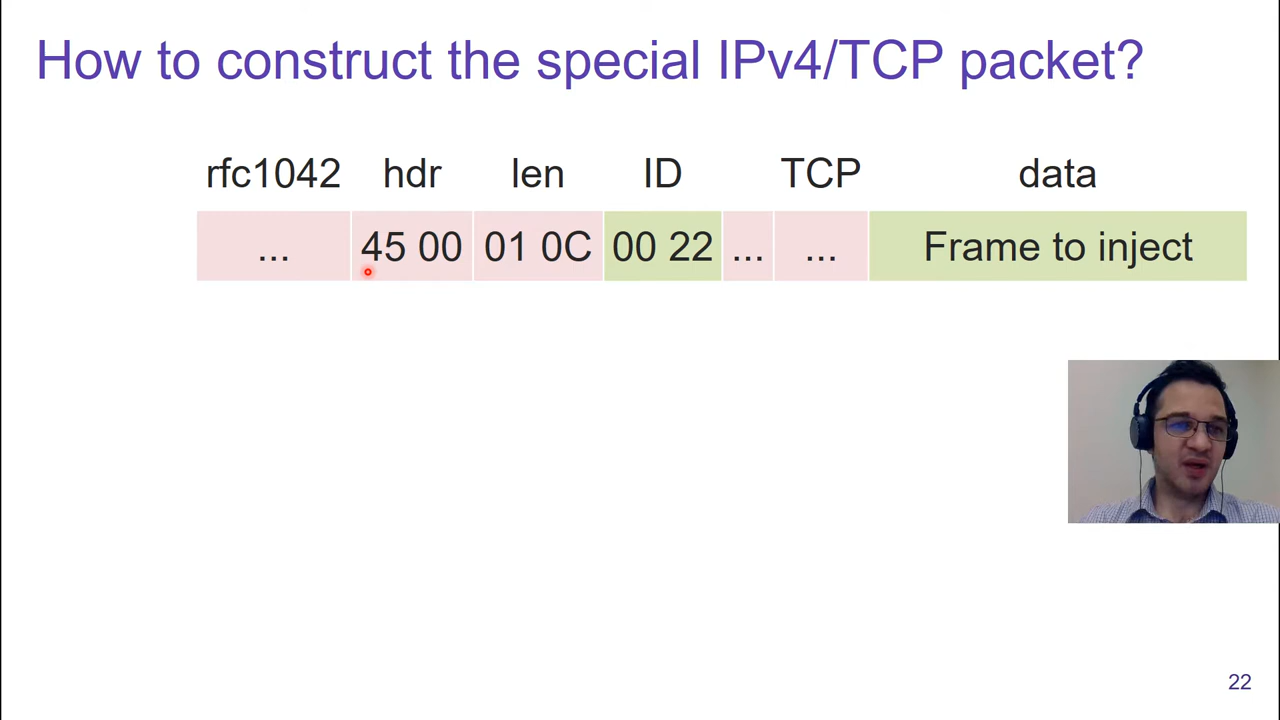 How to construct the special IPv4/TCP packet?
rfc1042 hdr len ID TCP data
... 45 00 01 0C 00 22 ... ... Frame to inject
22